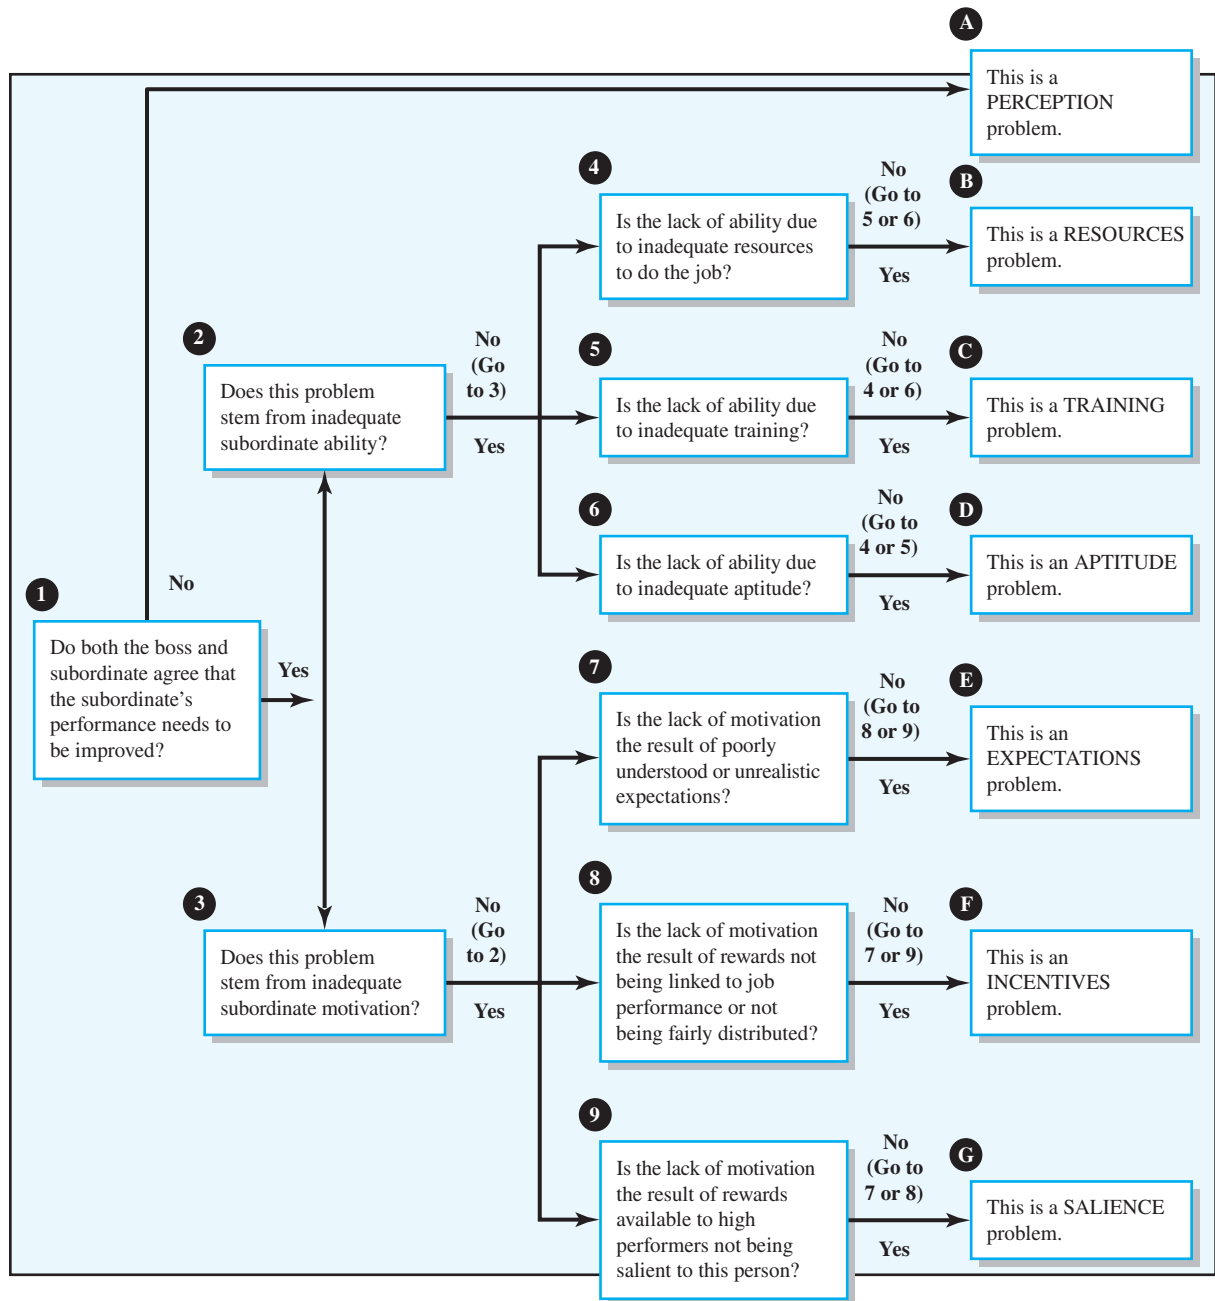 A
This is a
PERCEPTION
problem.
4
Is the lack of ability due
to inadequate resources
to do the job?
No
(Go to
5 or 6)
Yes
B
This is a RESOURCES
problem.
2
Does this problem
stem from inadequate
subordinate ability?
No
(Go
to 3)
Yes
5
Is the lack of ability due
to inadequate training?
No
(Go to
4 or 6)
Yes
C
This is a TRAINING
problem.
6
Is the lack of ability due
to inadequate aptitude?
No
(Go to
4 or 5)
Yes
D
This is an APTITUDE
problem.
1
No
Do both the boss and
subordinate agree that
the subordinate's
performance needs to
be improved?
Yes
7
Is the lack of motivation
the result of poorly
understood or unrealistic
expectations?
No
(Go to
8 or 9)
Yes
E
This is an
EXPECTATIONS
problem.
3
Does this problem
stem from inadequate
subordinate motivation?
No
(Go
to 2)
Yes
8
Is the lack of motivation
the result of rewards not
being linked to job
performance or not
being fairly distributed?
No
(Go to
7 or 9)
Yes
F
This is an
INCENTIVES
problem.
9
Is the lack of motivation
the result of rewards
available to high
performers not being
salient to this person?
No
(Go to
7 or 8)
Yes
G
This is a SALIENCE
problem.